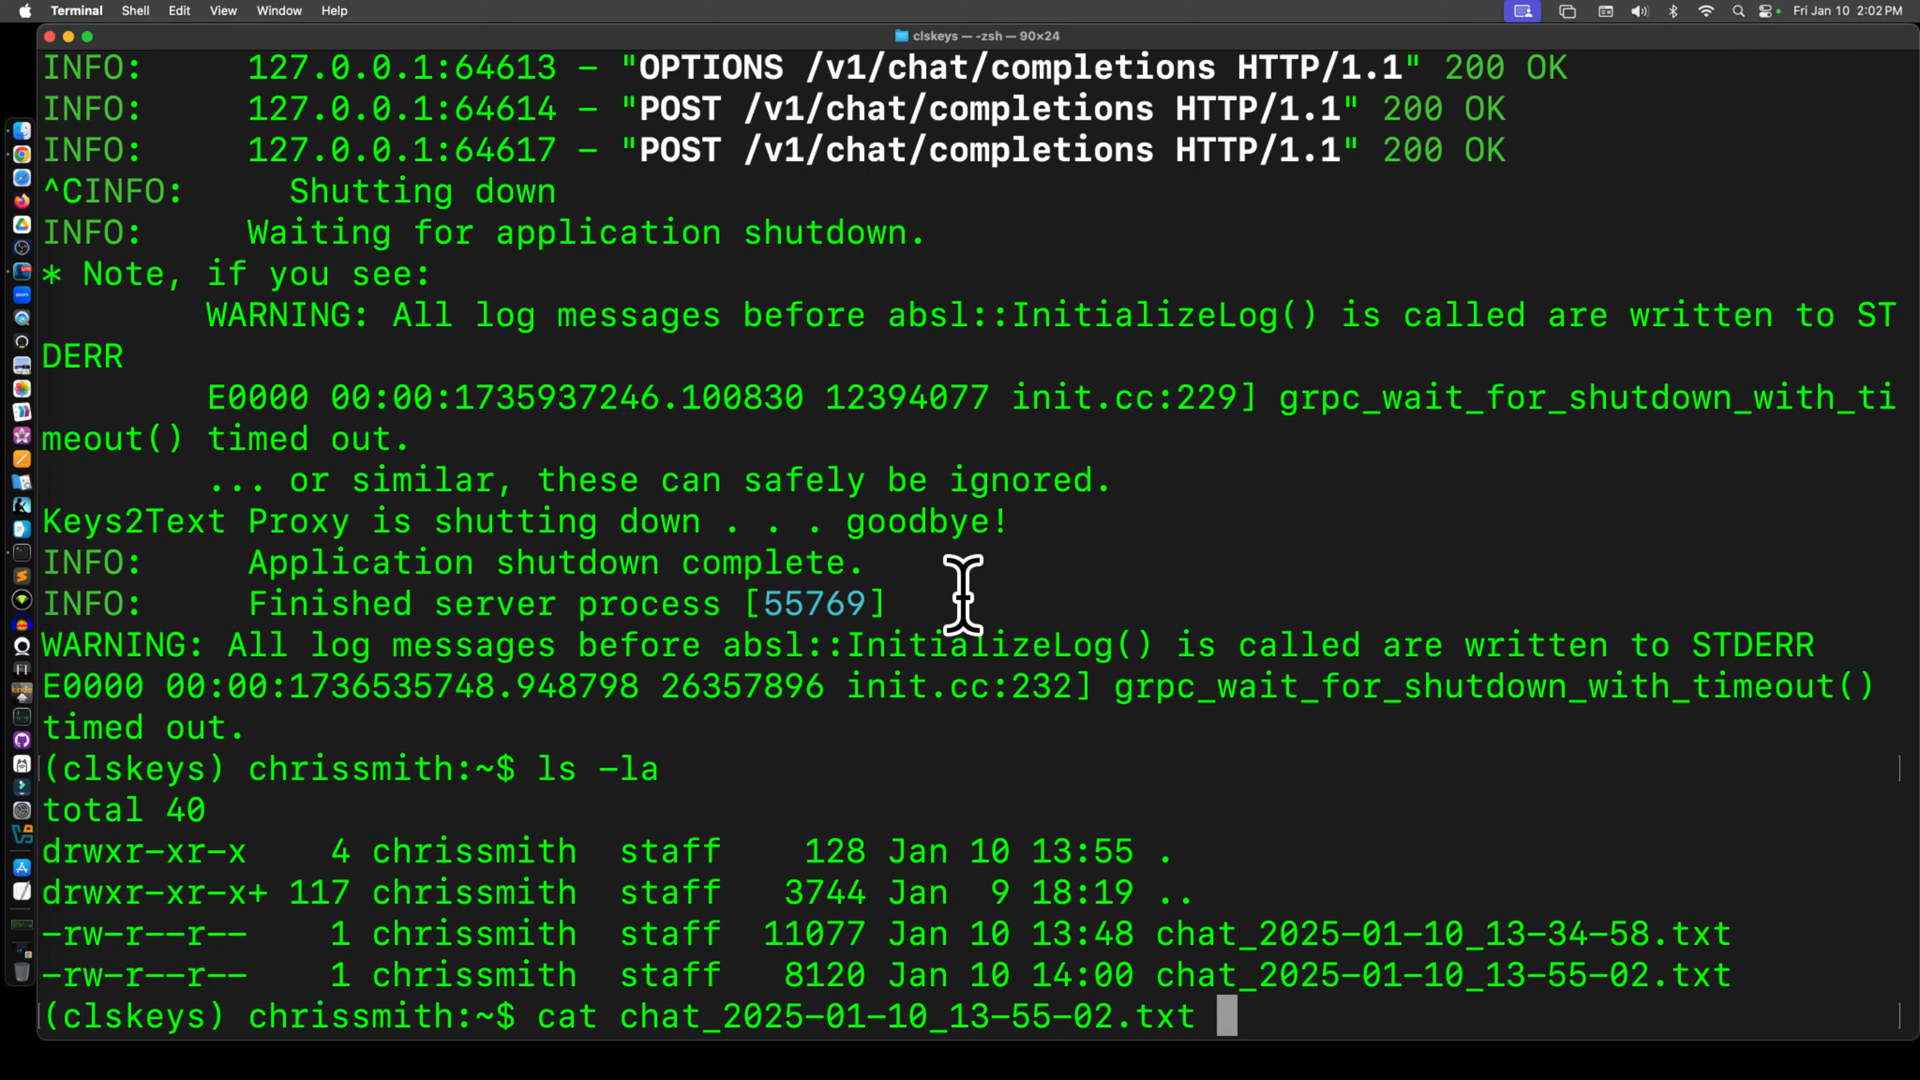 Terminal Shell Edit View Window Help Fri Jan 10 2:02 PM
clskeys — -zsh — 90×24
INFO: 127.0.0.1:64613 - "OPTIONS /v1/chat/completions HTTP/1.1" 200 OK
INFO: 127.0.0.1:64614 - "POST /v1/chat/completions HTTP/1.1" 200 OK
INFO: 127.0.0.1:64617 - "POST /v1/chat/completions HTTP/1.1" 200 OK
^CINFO: Shutting down
INFO: Waiting for application shutdown.
* Note, if you see:
WARNING: All log messages before absl::InitializeLog() is called are written to ST
DERR
E0000 00:00:1735937246.100830 12394077 init.cc:229] grpc_wait_for_shutdown_with_ti
meout() timed out.
... or similar, these can safely be ignored.
Keys2Text Proxy is shutting down . . . goodbye!
INFO: Application shutdown complete.
INFO: Finished server process [55769]
WARNING: All log messages before absl::InitializeLog() is called are written to STDERR
E0000 00:00:1736535748.948798 26357896 init.cc:232] grpc_wait_for_shutdown_with_timeout()
timed out.
[(clskeys) chrissmith:~$ ls -la ]
total 40
drwxr-xr-x 4 chrissmith staff 128 Jan 10 13:55 .
drwxr-xr-x+ 117 chrissmith staff 3744 Jan 9 18:19 ..
-rw-r--r-- 1 chrissmith staff 11077 Jan 10 13:48 chat_2025-01-10_13-34-58.txt
-rw-r--r-- 1 chrissmith staff 8120 Jan 10 14:00 chat_2025-01-10_13-55-02.txt
[(clskeys) chrissmith:~$ cat chat_2025-01-10_13-55-02.txt ]